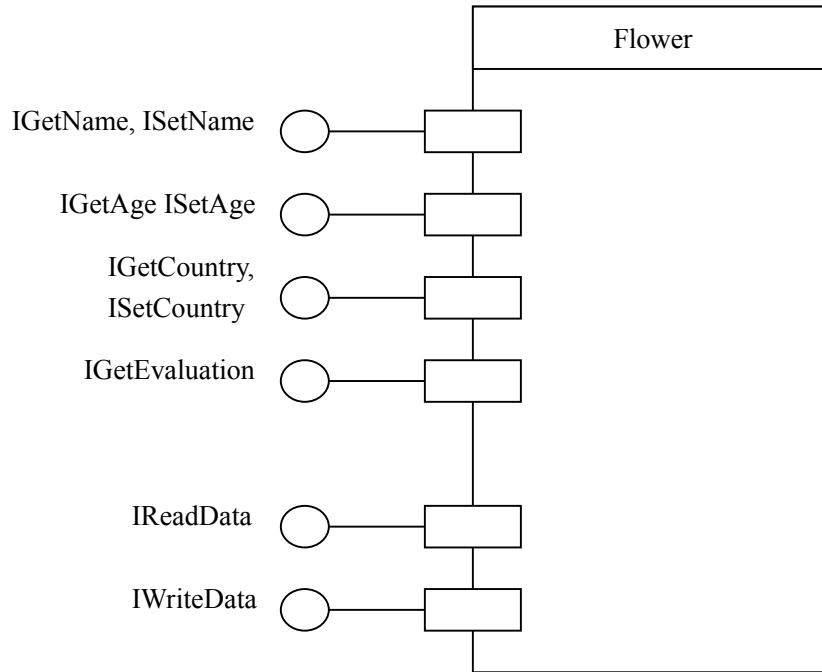 Flower
IGetName, ISetName
IGetAge ISetAge
IGetCountry,
ISetCountry
IGetEvaluation
IReadData
IWriteData